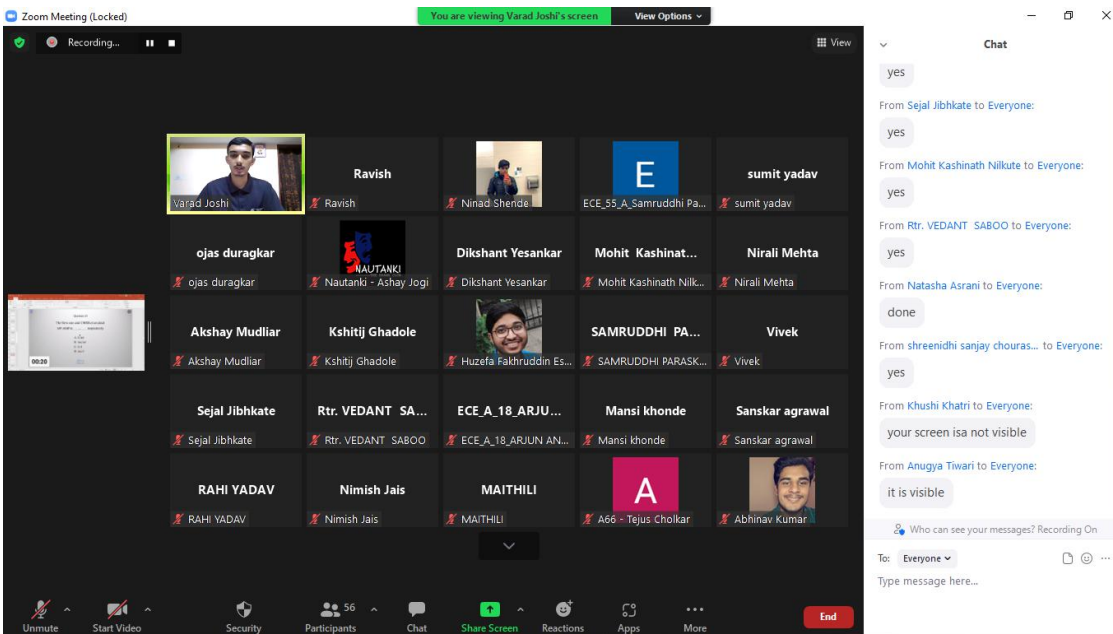 Zoom Meeting (Locked)
You are viewing Varad Joshi's screen
View Options
Recording...
View
Varad Joshi
Ravish
Ravish
Ninad Shende
E
ECE_55_A_Samruddhi Pa...
sumit yadav
sumit yadav
ojas duragkar
ojas duragkar
NAUTANKI
Nautanki - Ashay Jogi
Dikshant Yesankar
Dikshant Yesankar
Mohit Kashinat...
Mohit Kashinath Nilk...
Nirali Mehta
Nirali Mehta
00:20
Akshay Mudliar
Akshay Mudliar
Kshitij Ghadole
Kshitij Ghadole
Huzefa Fakhruddin Es...
SAMRUDDHI PA...
SAMRUDDHI PARASK...
Vivek
Vivek
Sejal Jibhkate
Sejal Jibhkate
Rtr. VEDANT SA...
Rtr. VEDANT SABOO
ECE_A_18_ARJU...
ECE_A_18_ARJUN AN...
Mansi khonde
Mansi khonde
Sanskar agrawal
Sanskar agrawal
RAHI YADAV
RAHI YADAV
Nimish Jais
Nimish Jais
MAITHILI
MAITHILI
A
A66 - Tejus Cholkar
Abhinav Kumar
Unmute
Start Video
Security
56
Participants
Chat
Share Screen
Reactions
Apps
More
End
Chat
yes
From Sejal Jibhkate to Everyone:
yes
From Mohit Kashinath Nilkute to Everyone:
yes
From Rtr. VEDANT SABOO to Everyone:
yes
From Natasha Asrani to Everyone:
done
From shreenidhi sanjay chouras... to Everyone:
yes
From Khushi Khatri to Everyone:
your screen isa not visible
From Anugya Tiwari to Everyone:
it is visible
Who can see your messages? Recording On
To: Everyone
Type message here...